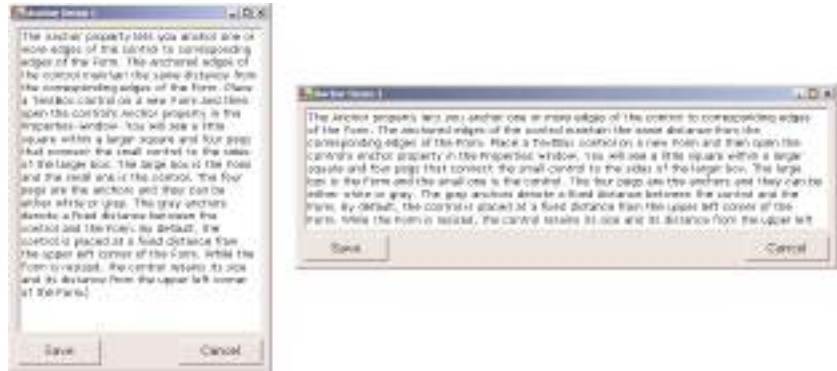 Anchor Demo 1
The Anchor property lets you anchor one or
more edges of the control to corresponding
edges of the Form. The anchored edges of
the control maintain the same distance from
the corresponding edges of the Form. Place
a TextBox control on a new Form and then
open the control's Anchor property in the
Properties window. You will see a little
square within a larger square and four pegs
that connect the small control to the sides
of the larger box. The large box is the Form
and the small one is the control. The four
pegs are the anchors and they can be
either white or gray. The gray anchors
denote a fixed distance between the
control and the Form. By default, the
control is placed at a fixed distance from
the upper left corner of the Form. While the
Form is resized, the control retains its size
and its distance from the upper left corner
of the Form.
Save Cancel
Anchor Demo 1
The Anchor property lets you anchor one or more edges of the control to corresponding edges
of the Form. The anchored edges of the control maintain the same distance from the
corresponding edges of the Form. Place a TextBox control on a new Form and then open the
control's Anchor property in the Properties window. You will see a little square within a larger
square and four pegs that connect the small control to the sides of the larger box. The large
box is the Form and the small one is the control. The four pegs are the anchors and they can be
either white or gray. The gray anchors denote a fixed distance between the control and the
Form. By default, the control is placed at a fixed distance from the upper left corner of the
Form. While the Form is resized, the control retains its size and its distance from the upper left
Save Cancel